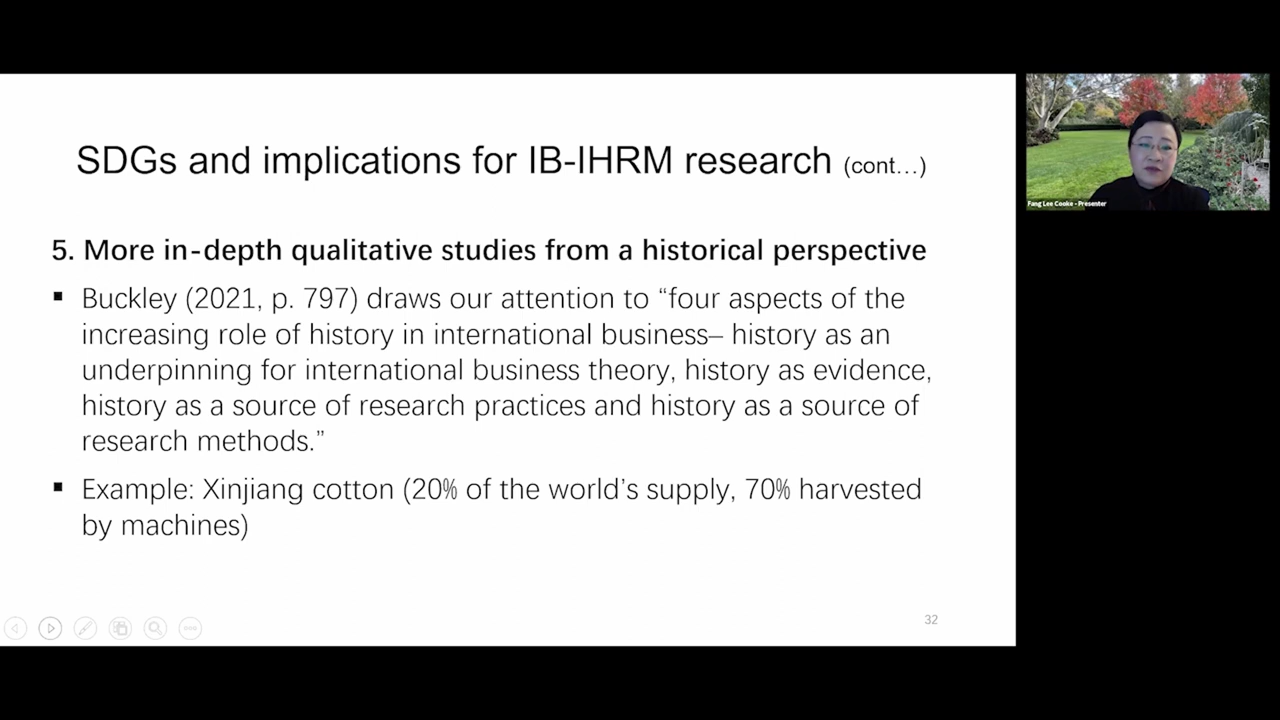 SDGs and implications for IB-IHRM research (cont…)
5. More in-depth qualitative studies from a historical perspective
▪ Buckley (2021, p. 797) draws our attention to “four aspects of the
increasing role of history in international business– history as an
underpinning for international business theory, history as evidence,
history as a source of research practices and history as a source of
research methods.”
▪ Example: Xinjiang cotton (20% of the world’s supply, 70% harvested
by machines)
32
Fang Lee Cooke - Presenter